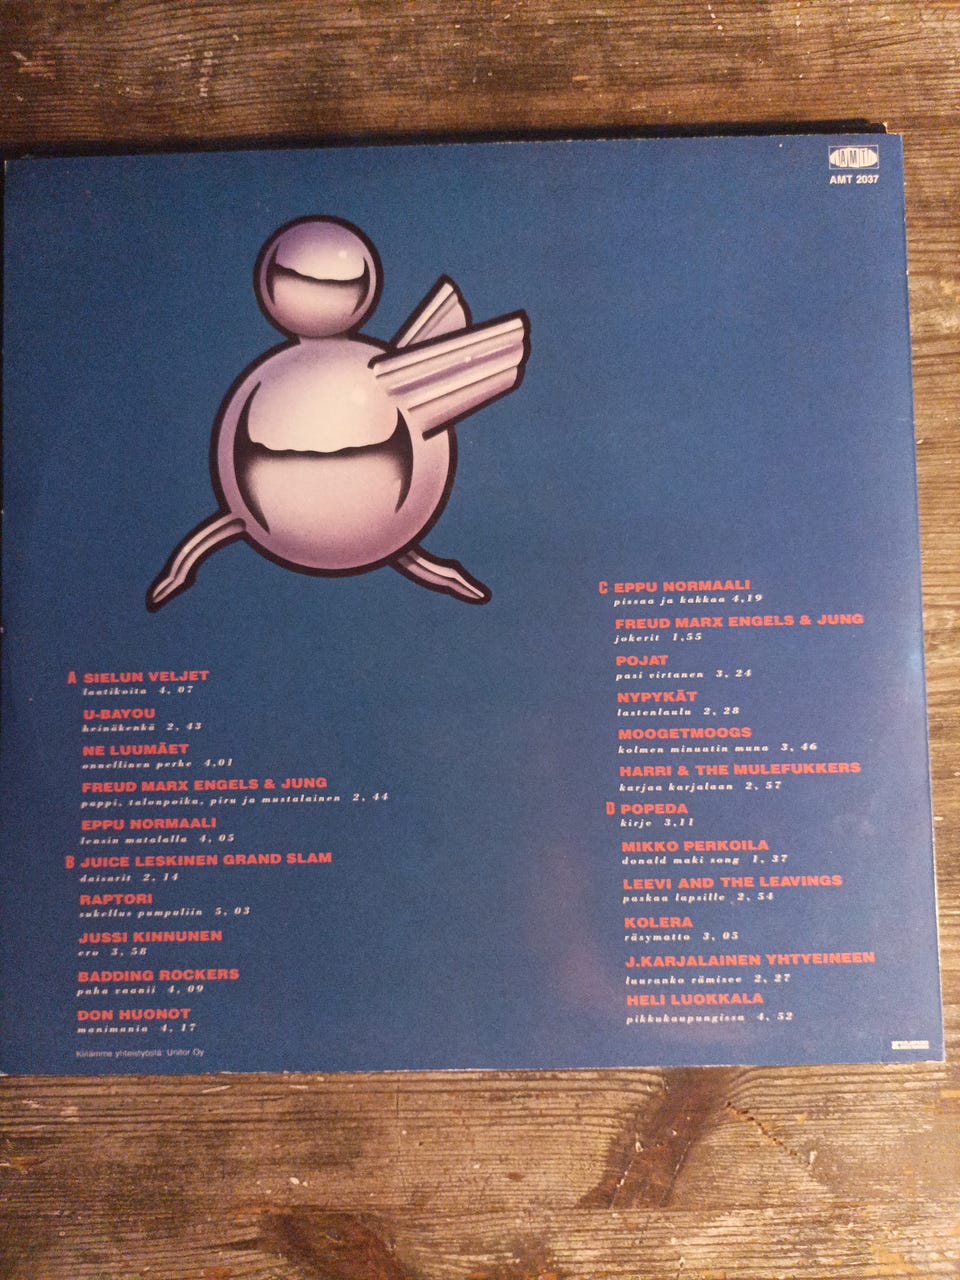 AMT
AMT 2037
A SIELUN VELJET
laatikoita 4, 07
U-BAYOU
heinäkenkä 2, 43
NE LUUMÄET
onnellinen perhe 4,01
FREUD MARX ENGELS & JUNG
pappi, talonpoika, piru ja mustalainen 2, 44
EPPU NORMAALI
lensin matalalla 4, 05
B JUICE LESKINEN GRAND SLAM
daisarit 2, 14
RAPTORI
sukellus pumpuliin 5, 03
JUSSI KINNUNEN
ero 3, 58
BADDING ROCKERS
paha vaanii 4, 09
DON HUONOT
manimania 4, 17
Kiitämme yhteistyöstä: Unitor Oy
C EPPU NORMAALI
pissaa ja kakkaa 4,19
FREUD MARX ENGELS & JUNG
jokerit 1,55
POJAT
pasi virtanen 3, 24
NYPYKÄT
lastenlaulu 2, 28
MOOGETMOOGS
kolmen minuutin muna 3, 46
HARRI & THE MULEFUKKERS
karjaa karjalaan 2, 57
D POPEDA
kirje 3,11
MIKKO PERKOILA
donald maki song 1, 37
LEEVI AND THE LEAVINGS
paskaa lapsille 2, 54
KOLERA
räsymatto 3, 05
J.KARJALAINEN YHTYEINEEN
luuranko rämisee 2, 27
HELI LUOKKALA
pikkukaupungissa 4, 52